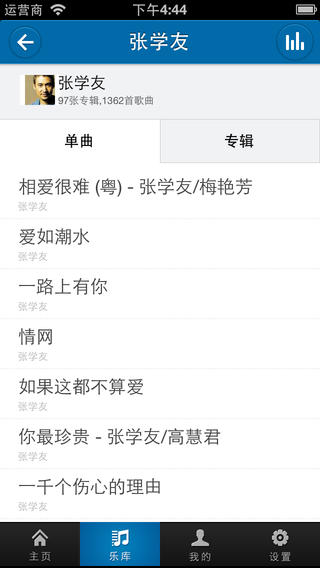 运营商 下午4:44
张学友
张学友
97张专辑,1362首歌曲
单曲 专辑
相爱很难 (粤) - 张学友/梅艳芳
张学友
爱如潮水
张学友
一路上有你
张学友
情网
张学友
如果这都不算爱
张学友
你最珍贵 - 张学友/高慧君
张学友
一千个伤心的理由
张学友
主页 乐库 我的 设置